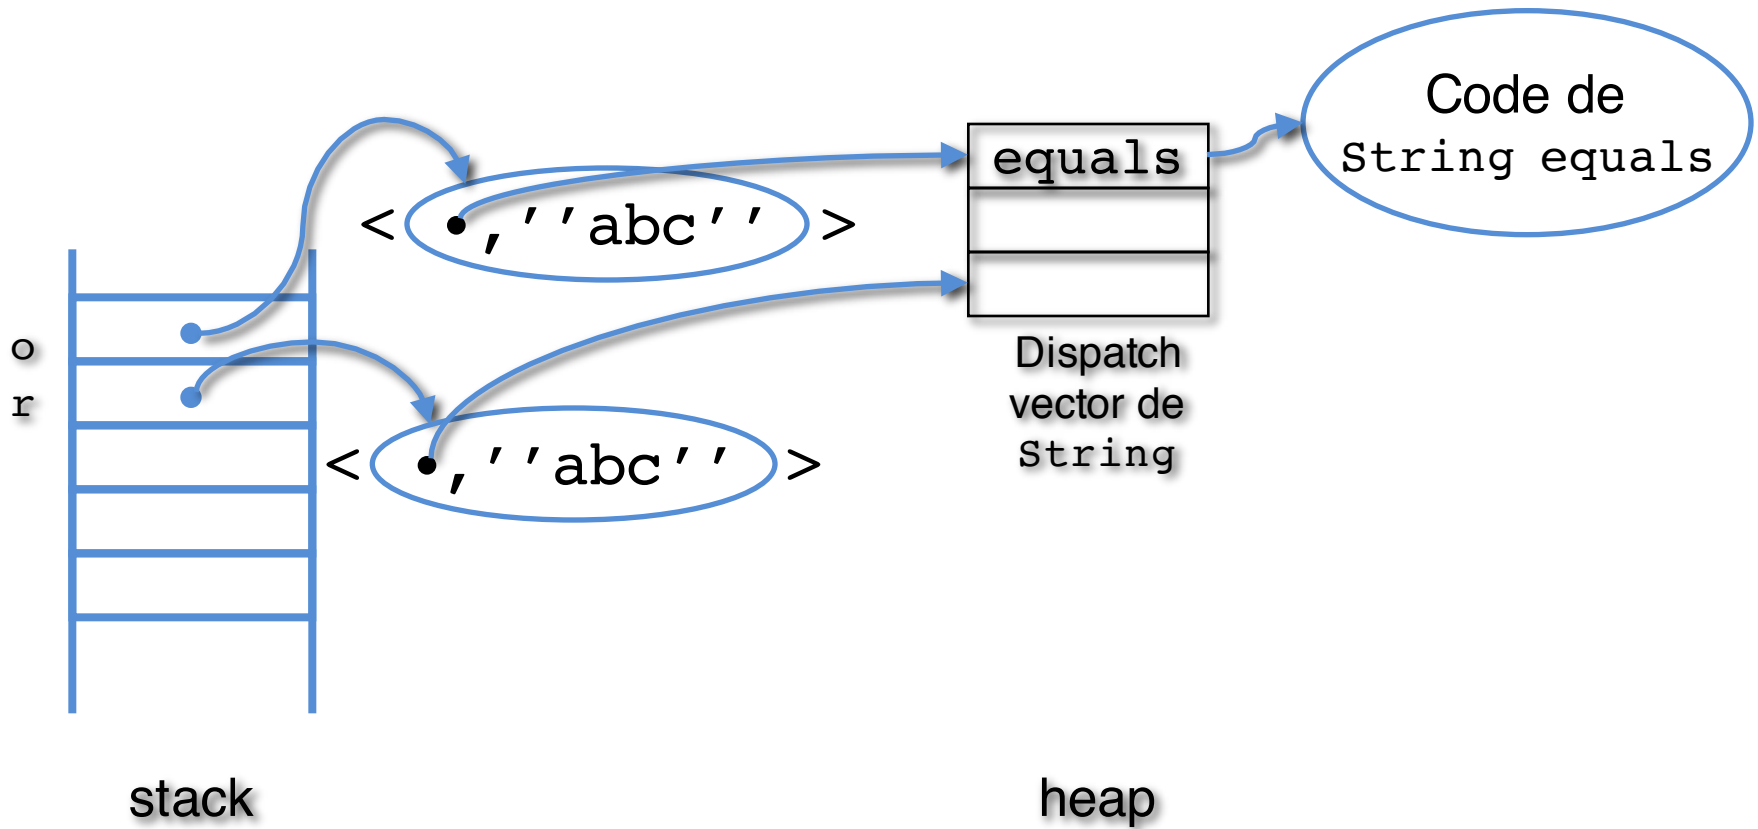 o
r
< , ''abc'' >
< , ''abc'' >
equals
Dispatch
vector de
String
Code de
String equals
stack
heap